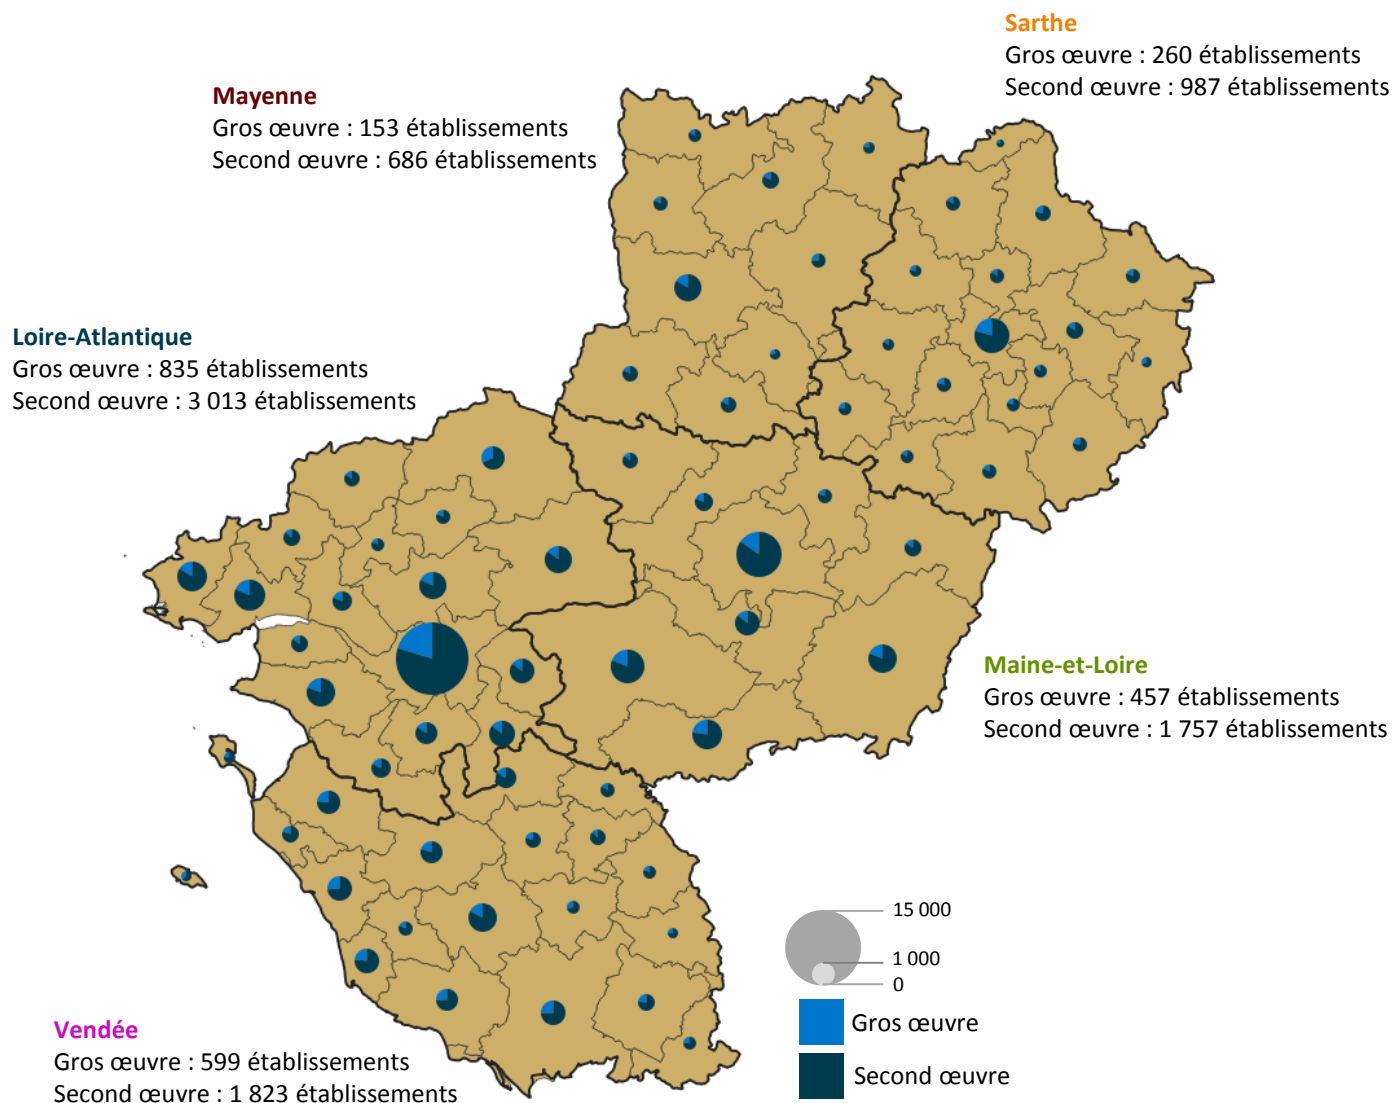 Sarthe
Gros œuvre : 260 établissements
Second œuvre : 987 établissements
Mayenne
Gros œuvre : 153 établissements
Second œuvre : 686 établissements
Loire-Atlantique
Gros œuvre : 835 établissements
Second œuvre : 3 013 établissements
Maine-et-Loire
Gros œuvre : 457 établissements
Second œuvre : 1 757 établissements
15 000
1 000
0
Gros œuvre
Second œuvre
Vendée
Gros œuvre : 599 établissements
Second œuvre : 1 823 établissements